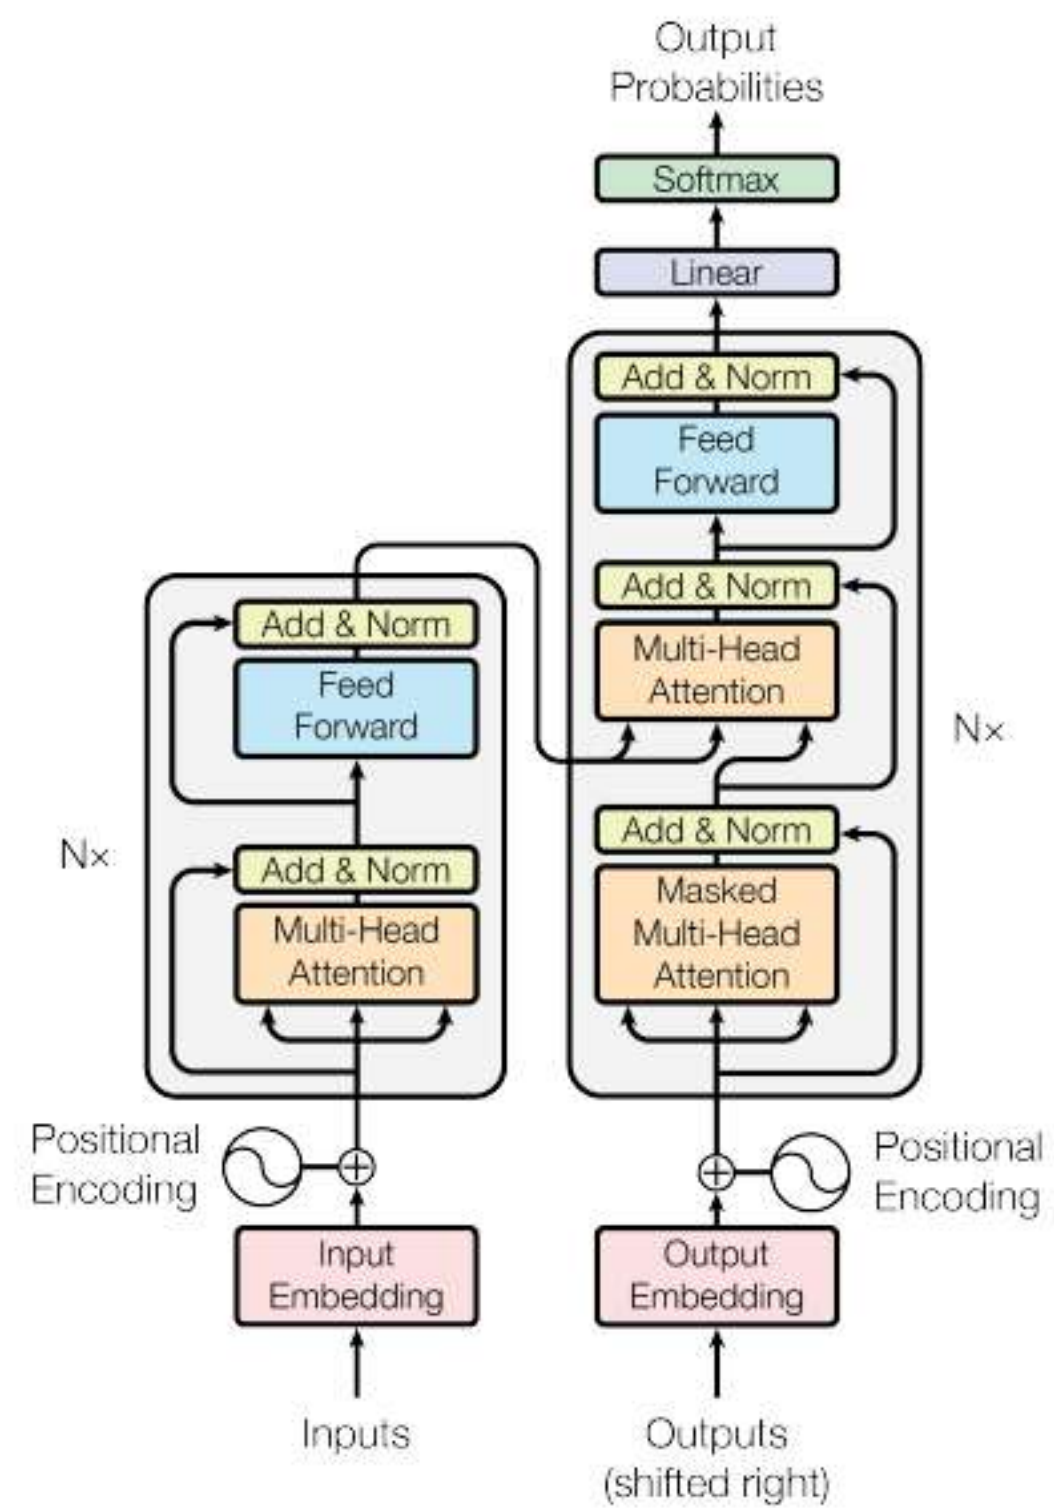 Output
Probabilities
Softmax
Linear
Add & Norm
Feed
Forward
Add & Norm
Multi-Head
Attention
Add & Norm
Masked
Multi-Head
Attention
N×
Add & Norm
Feed
Forward
Add & Norm
Multi-Head
Attention
N×
Positional
Encoding
Positional
Encoding
Input
Embedding
Output
Embedding
Inputs
Outputs
(shifted right)